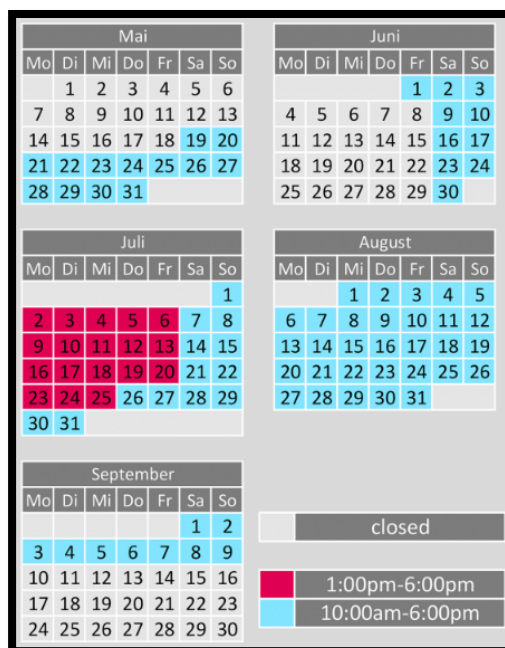 Mai
Mo Di Mi Do Fr Sa So
1 2 3 4 5 6
7 8 9 10 11 12 13
14 15 16 17 18 19 20
21 22 23 24 25 26 27
28 29 30 31
Juni
Mo Di Mi Do Fr Sa So
1 2 3
4 5 6 7 8 9 10
11 12 13 14 15 16 17
18 19 20 21 22 23 24
25 26 27 28 29 30
Juli
Mo Di Mi Do Fr Sa So
1
2 3 4 5 6 7 8
9 10 11 12 13 14 15
16 17 18 19 20 21 22
23 24 25 26 27 28 29
30 31
August
Mo Di Mi Do Fr Sa So
1 2 3 4 5
6 7 8 9 10 11 12
13 14 15 16 17 18 19
20 21 22 23 24 25 26
27 28 29 30 31
September
Mo Di Mi Do Fr Sa So
1 2
3 4 5 6 7 8 9
10 11 12 13 14 15 16
17 18 19 20 21 22 23
24 25 26 27 28 29 30
closed
1:00pm-6:00pm
10:00am-6:00pm